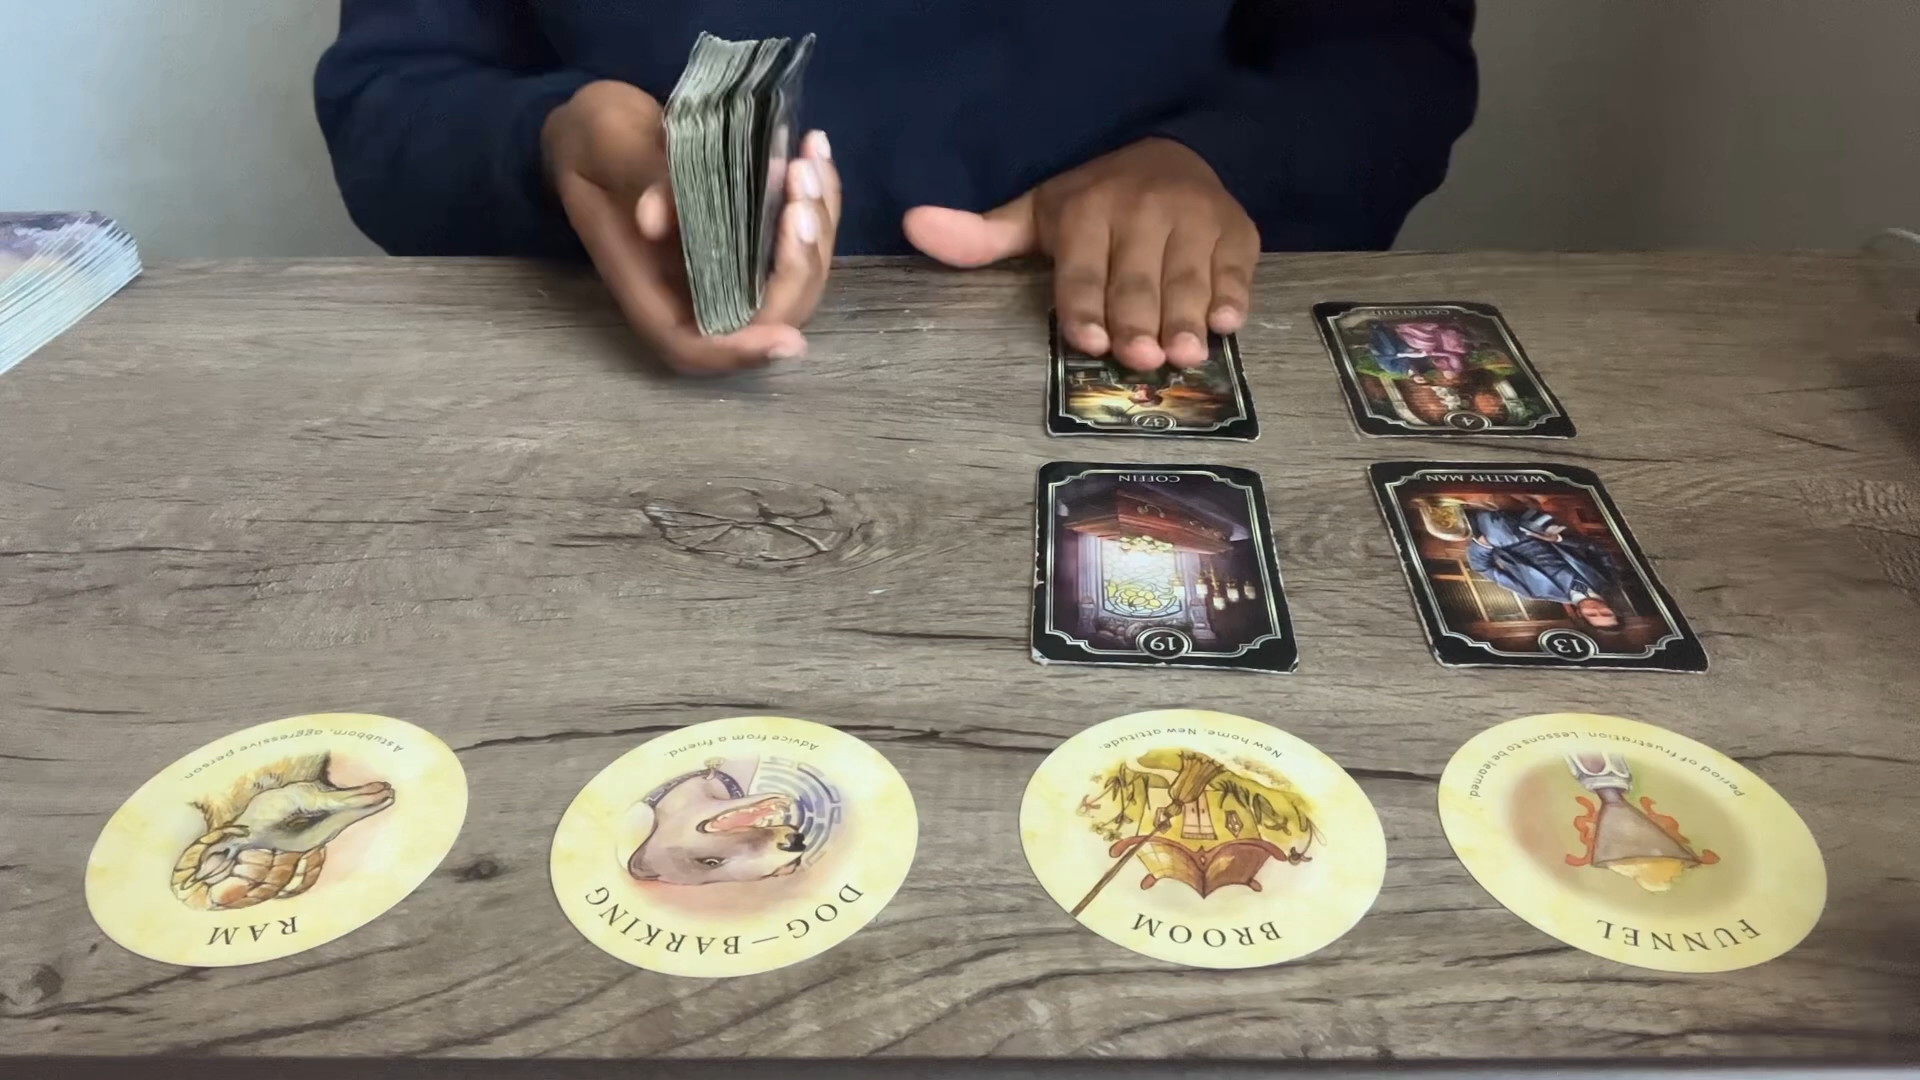 COURTSHIP
4
37
COFFIN
19
WEALTHY MAN
13
A stubborn, aggressive person.
RAM
Advice from a friend.
DOG-BARKING
New home. New attitude.
BROOM
Period of frustration. Lessons to be learned.
FUNNEL